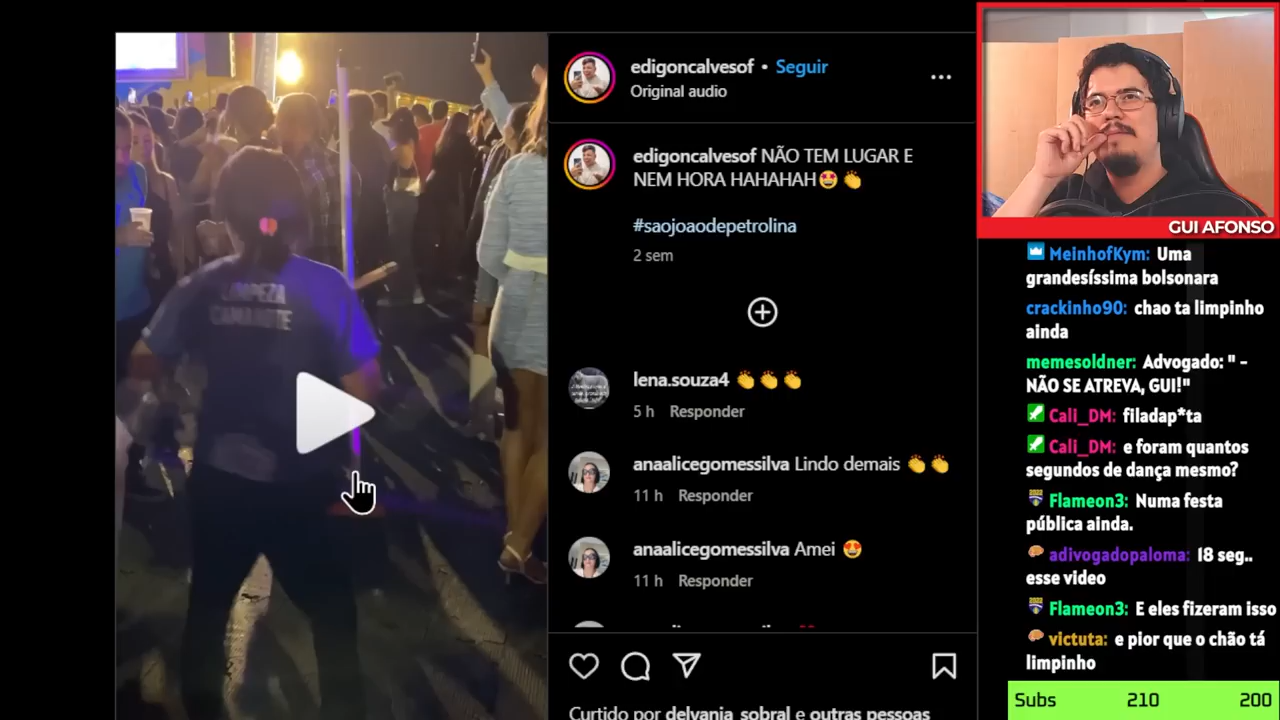 LIMPEZA
CAMAROTE
edigoncalvesof • Seguir
Original audio
edigoncalvesof NÃO TEM LUGAR E
NEM HORA HAHAHAH😍👏
#saojoaodepetrolina
2 sem
lena.souza4 👏👏👏
5 h Responder
anaalicegomessilva Lindo demais 👏👏
11 h Responder
anaalicegomessilva Amei 😍
11 h Responder
Curtido por delvania_sobral e outras pessoas
GUI AFONSO
MeinhofKym: Uma
grandesíssima bolsonara
crackinho90: chao ta limpinho
ainda
memesoldner: Advogado: " -
NÃO SE ATREVA, GUI!"
Cali_DM: filadap*ta
Cali_DM: e foram quantos
segundos de dança mesmo?
Flameon3: Numa festa
pública ainda.
adivogadopaloma: 18 seg..
esse video
Flameon3: E eles fizeram isso
victuta: e pior que o chão tá
limpinho
Subs 210 200